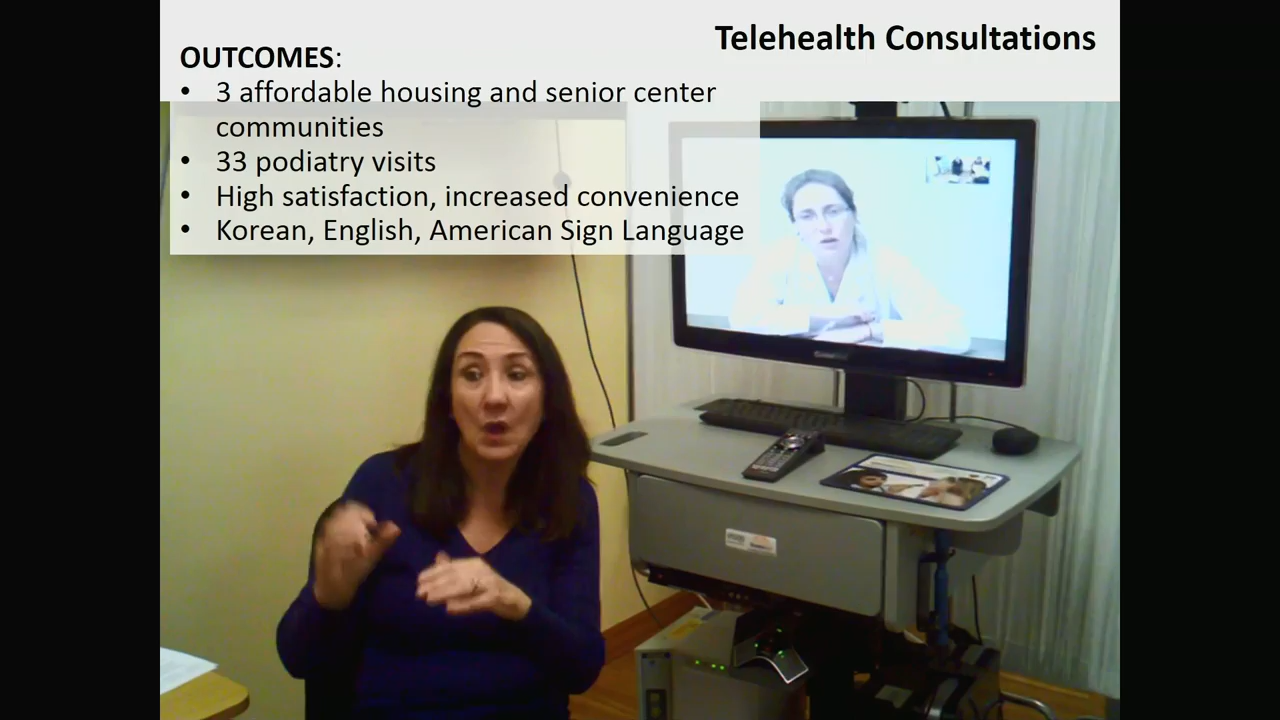 Telehealth Consultations
OUTCOMES:
• 3 affordable housing and senior center
communities
• 33 podiatry visits
• High satisfaction, increased convenience
• Korean, English, American Sign Language